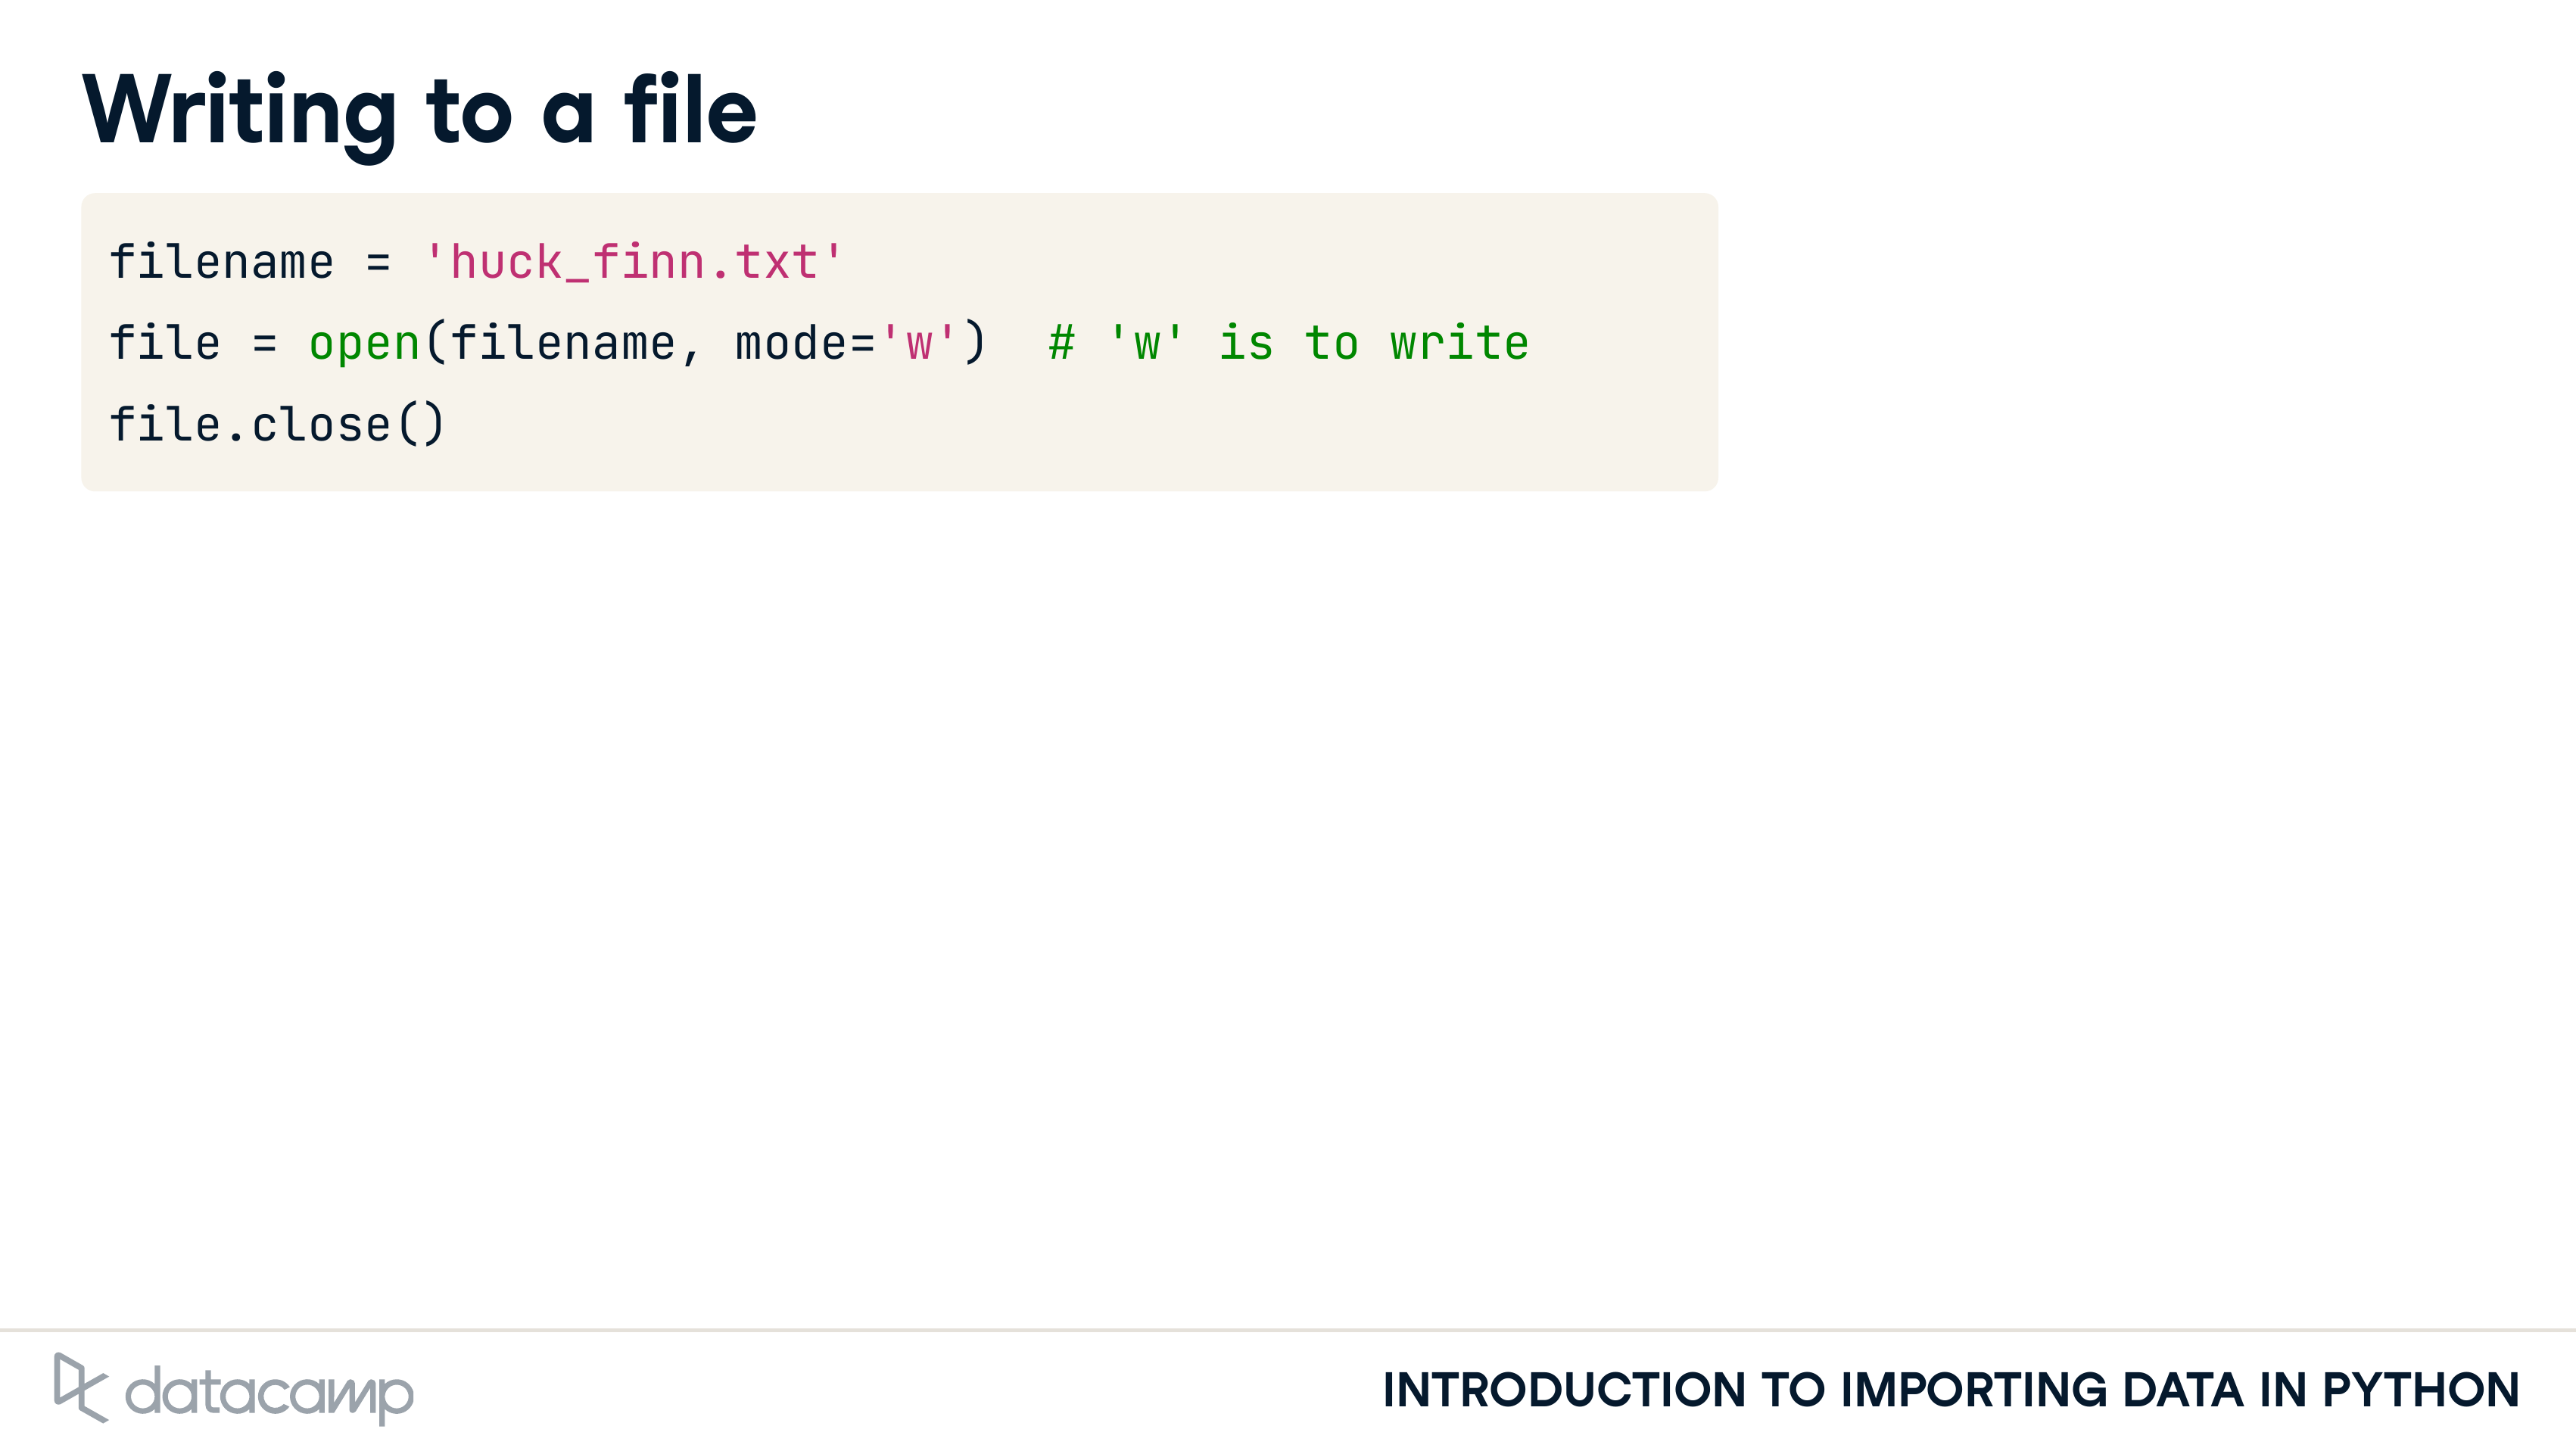 Writing to a file
filename = 'huck_finn.txt'
file = open(filename, mode='w')  # 'w' is to write
file.close()
datacamp
INTRODUCTION TO IMPORTING DATA IN PYTHON